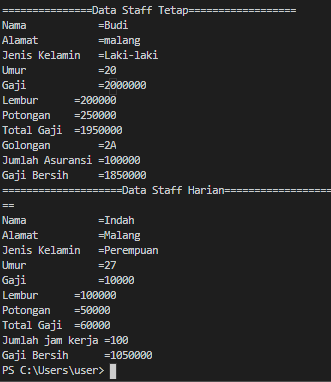 ===============Data Staff Tetap==================
Nama            =Budi
Alamat          =malang
Jenis Kelamin   =Laki-laki
Umur            =20
Gaji            =2000000
Lembur      =200000
Potongan    =250000
Total Gaji  =1950000
Golongan        =2A
Jumlah Asuransi =100000
Gaji Bersih     =1850000
====================Data Staff Harian==================
==
Nama            =Indah
Alamat          =Malang
Jenis Kelamin   =Perempuan
Umur            =27
Gaji            =10000
Lembur      =100000
Potongan    =50000
Total Gaji  =60000
Jumlah jam kerja =100
Gaji Bersih      =1050000
PS C:\Users\user>